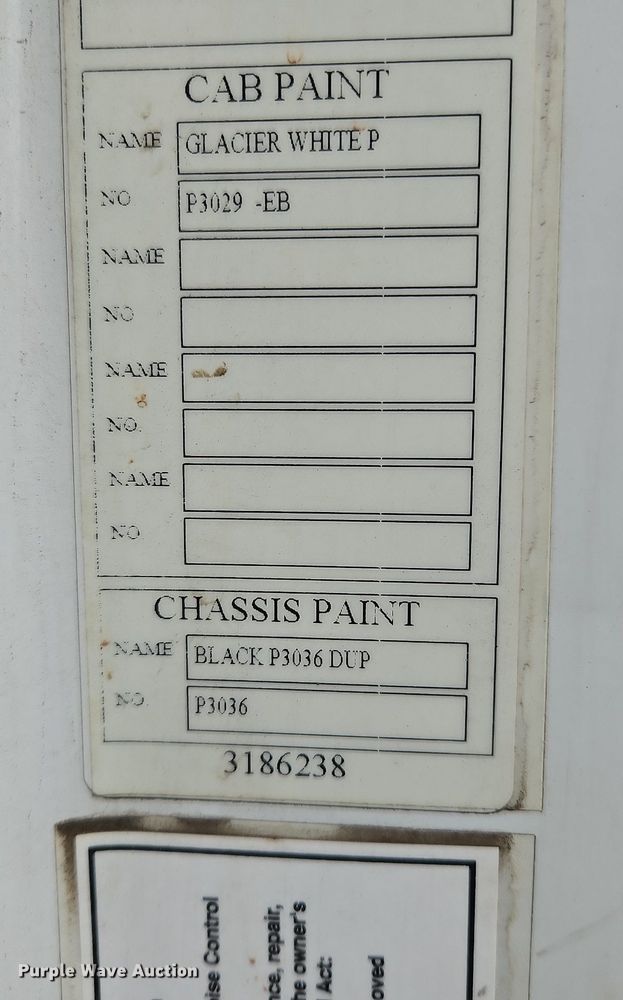 CAB PAINT
NAME GLACIER WHITE P
NO P3029 -EB
NAME
NO
NAME
NO.
NAME
NO
CHASSIS PAINT
NAME BLACK P3036 DUP
NO. P3036
3186238
ise Control
nce, repair,
he owner's
Act:
oved
Purple Wave Auction